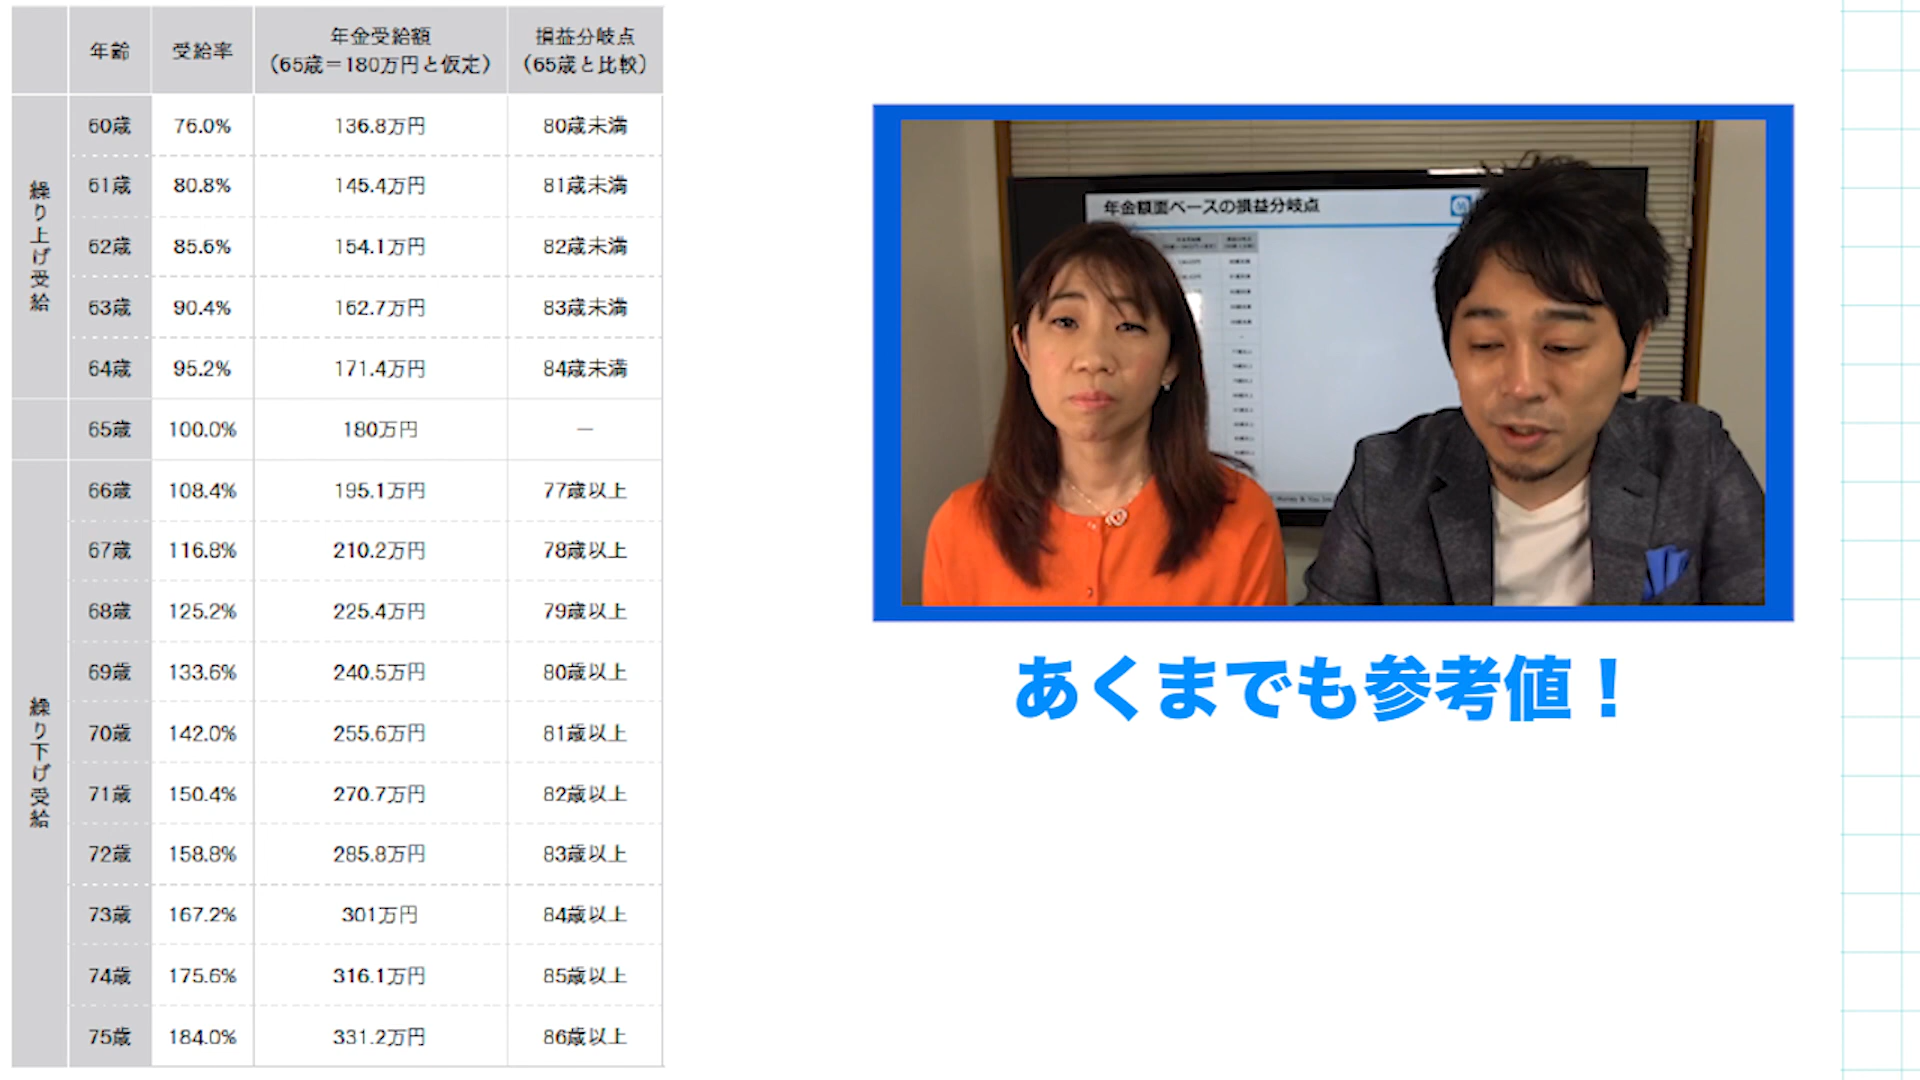 年齢 受給率 年金受給額（65歳＝180万円と仮定） 損益分岐点（65歳と比較）
繰り上げ受給
60歳 76.0% 136.8万円 80歳未満
61歳 80.8% 145.4万円 81歳未満
62歳 85.6% 154.1万円 82歳未満
63歳 90.4% 162.7万円 83歳未満
64歳 95.2% 171.4万円 84歳未満
65歳 100.0% 180万円 ー
繰り下げ受給
66歳 108.4% 195.1万円 77歳以上
67歳 116.8% 210.2万円 78歳以上
68歳 125.2% 225.4万円 79歳以上
69歳 133.6% 240.5万円 80歳以上
70歳 142.0% 255.6万円 81歳以上
71歳 150.4% 270.7万円 82歳以上
72歳 158.8% 285.8万円 83歳以上
73歳 167.2% 301万円 84歳以上
74歳 175.6% 316.1万円 85歳以上
75歳 184.0% 331.2万円 86歳以上
年金額面ベースの損益分岐点
Money & You
あくまでも参考値！